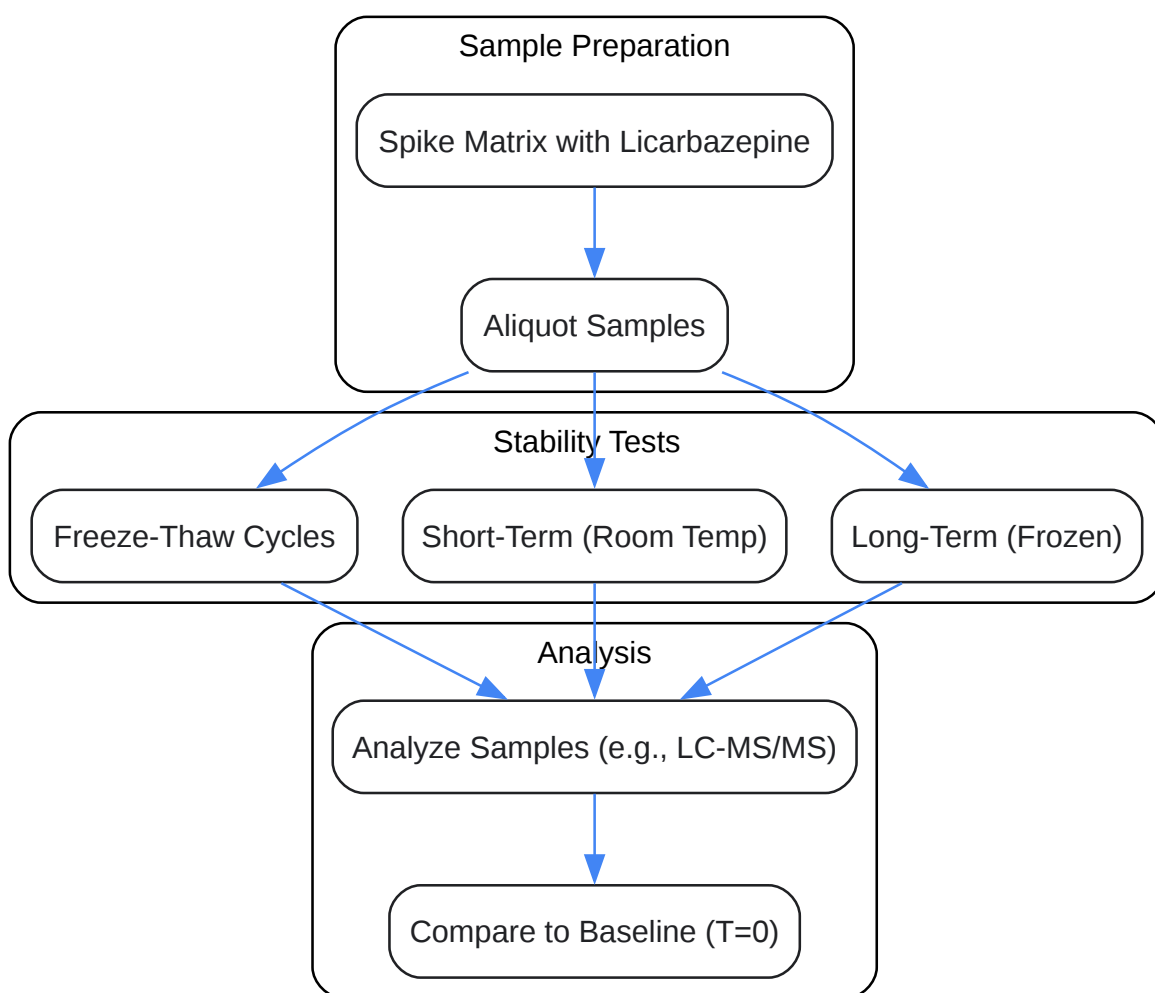 Sample Preparation
Spike Matrix with Licarbazepine
Aliquot Samples
Stability Tests
Freeze-Thaw Cycles
Short-Term (Room Temp)
Long-Term (Frozen)
Analysis
Analyze Samples (e.g., LC-MS/MS)
Compare to Baseline (T=0)